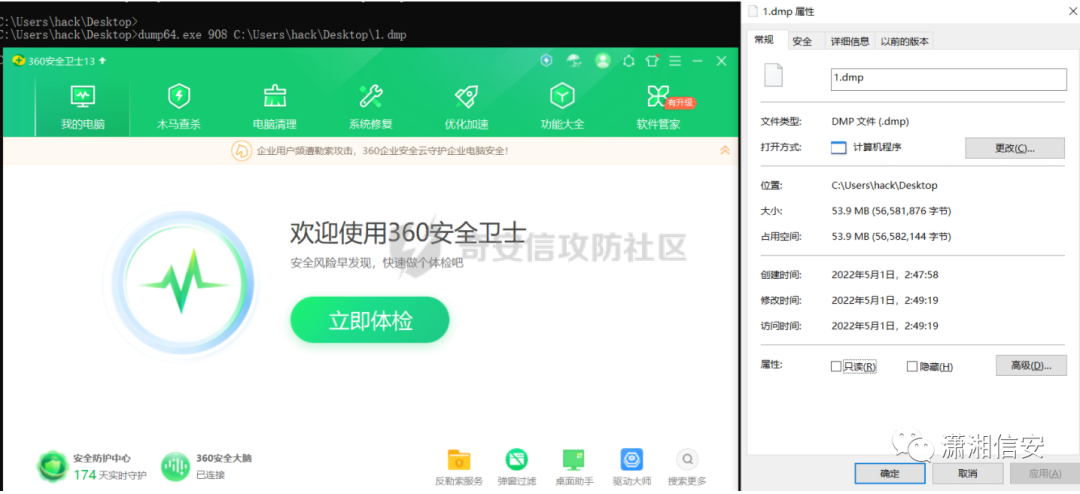 C:\Users\hack\Desktop>
C:\Users\hack\Desktop>dump64.exe 908 C:\Users\hack\Desktop\1.dmp
360安全卫士13
我的电脑
木马查杀
电脑清理
系统修复
优化加速
功能大全
软件管家
有升级
企业用户频遭勒索攻击，360企业安全云守护企业电脑安全！
欢迎使用360安全卫士
安全风险早发现，快速做个体检吧
立即体检
奇安信攻防社区
安全防护中心
174 天实时守护
360安全大脑
已连接
反勒索服务
弹窗过滤
桌面助手
驱动大师
搜索更多
1.dmp 属性
常规 安全 详细信息 以前的版本
1.dmp
文件类型: DMP 文件 (.dmp)
打开方式: 计算机程序 更改(C)...
位置: C:\Users\hack\Desktop
大小: 53.9 MB (56,581,876 字节)
占用空间: 53.9 MB (56,582,144 字节)
创建时间: 2022年5月1日，2:47:58
修改时间: 2022年5月1日，2:49:19
访问时间: 2022年5月1日，2:49:19
属性: 只读(R) 隐藏(H) 高级(D)...
潇湘信安
确定 取消 应用(A)